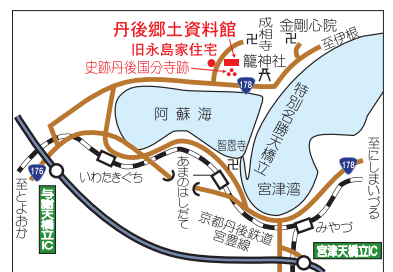 丹後郷土資料館
旧永島家住宅
史跡丹後国分寺跡
成相寺
金剛心院
至伊根
籠神社
178
阿蘇海
特別名勝天橋立
智恩寺
宮津湾
178
至にしまいづる
176
至とよおか
いわたきぐち
あまのはしだて
与謝天橋立IC
京都丹後鉄道
宮豊線
みやづ
宮津天橋立IC